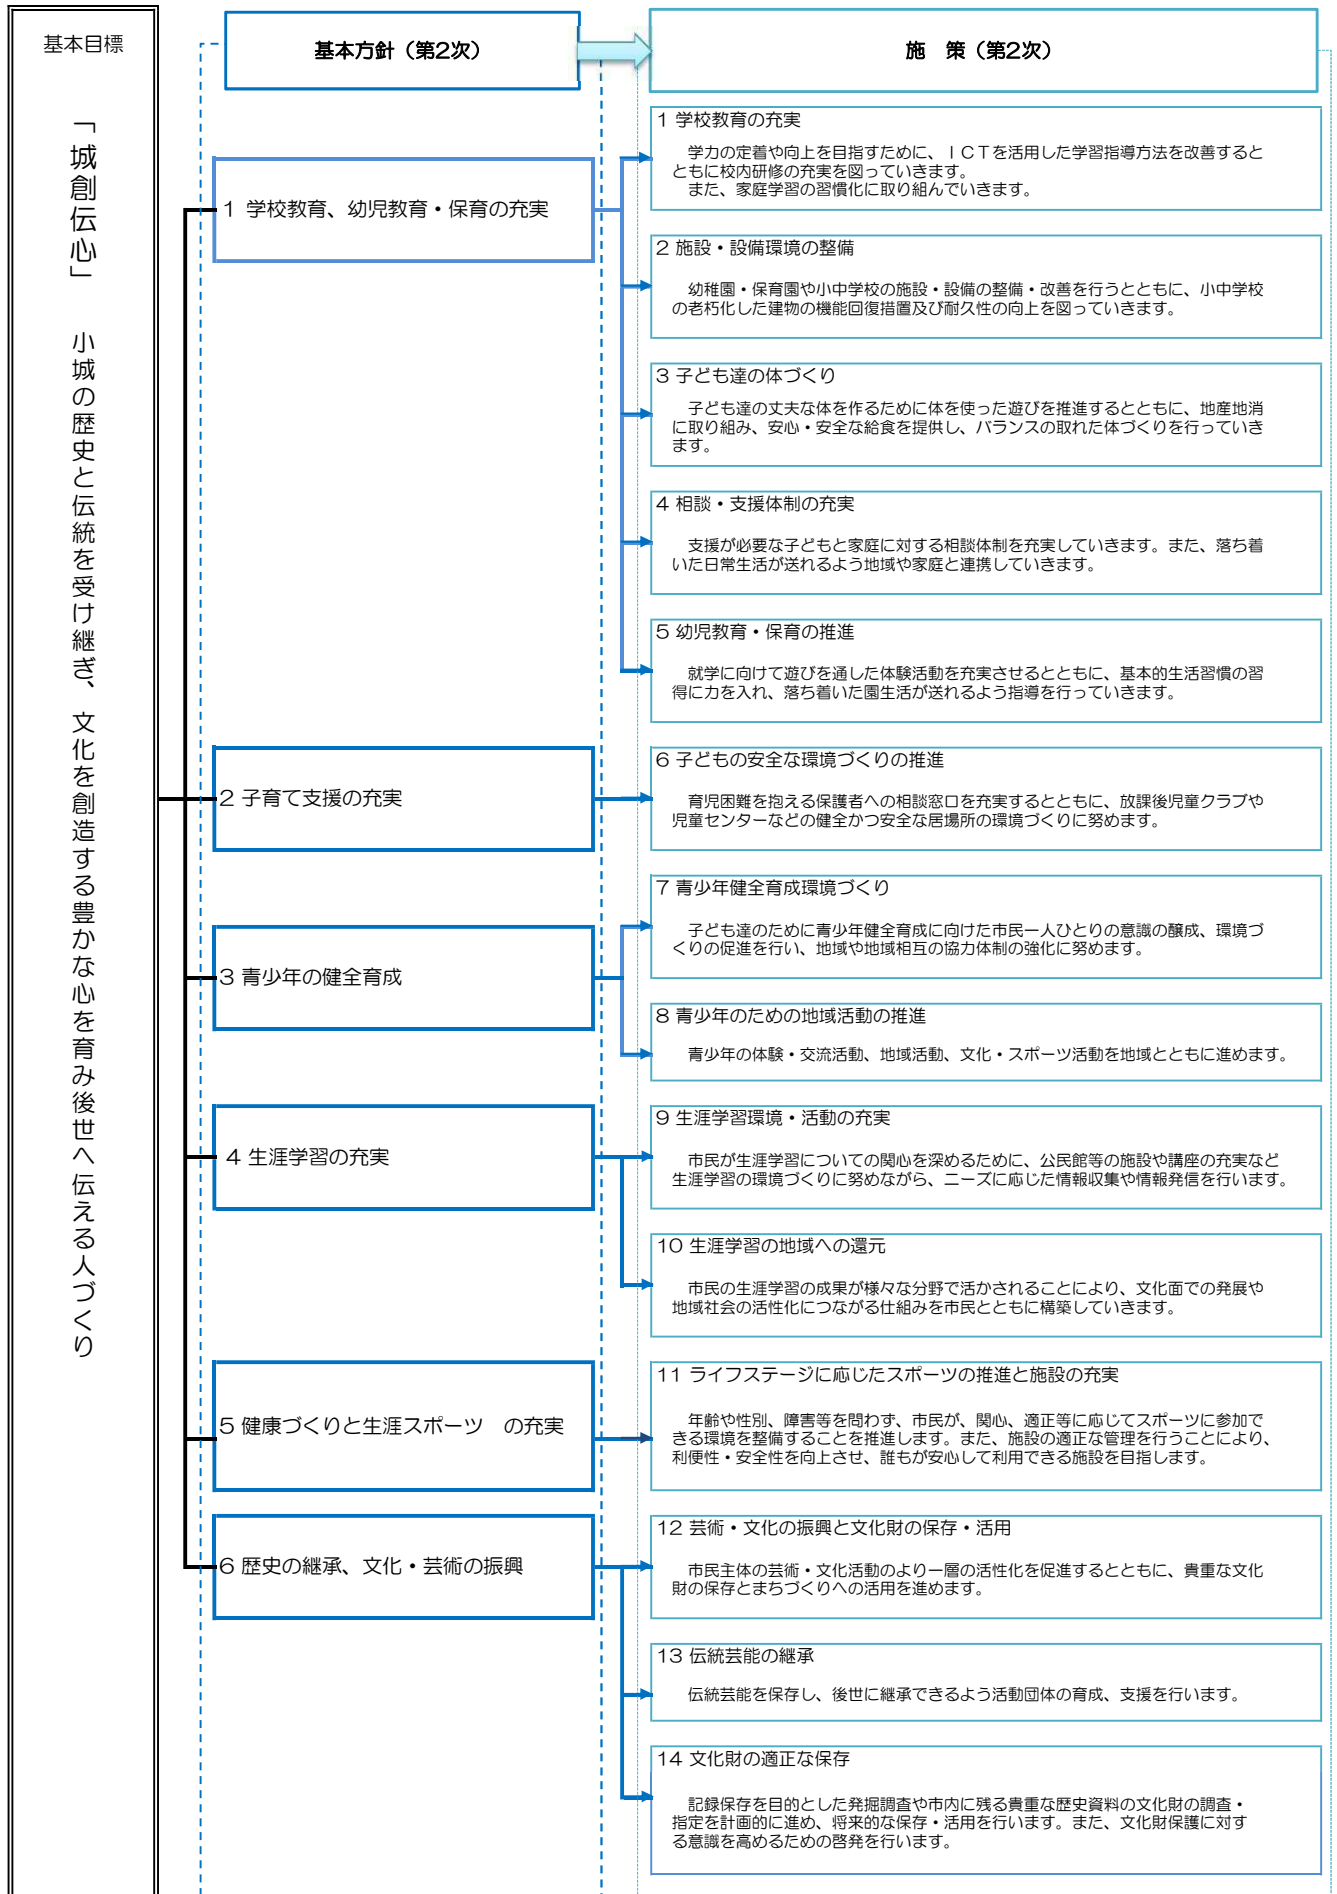 基本目標
「城創伝心」　小城の歴史と伝統を受け継ぎ、文化を創造する豊かな心を育み後世へ伝える人づくり
基本方針（第2次）
施　策（第2次）
1 学校教育、幼児教育・保育の充実
1 学校教育の充実
学力の定着や向上を目指すために、ＩＣＴを活用した学習指導方法を改善すると
ともに校内研修の充実を図っていきます。
また、家庭学習の習慣化に取り組んでいきます。
2 施設・設備環境の整備
幼稚園・保育園や小中学校の施設・設備の整備・改善を行うとともに、小中学校
の老朽化した建物の機能回復措置及び耐久性の向上を図っていきます。
3 子ども達の体づくり
子ども達の丈夫な体を作るために体を使った遊びを推進するとともに、地産地消
に取り組み、安心・安全な給食を提供し、バランスの取れた体づくりを行っていき
ます。
4 相談・支援体制の充実
支援が必要な子どもと家庭に対する相談体制を充実していきます。また、落ち着
いた日常生活が送れるよう地域や家庭と連携していきます。
5 幼児教育・保育の推進
就学に向けて遊びを通した体験活動を充実させるとともに、基本的生活習慣の習
得に力を入れ、落ち着いた園生活が送れるよう指導を行っていきます。
2 子育て支援の充実
6 子どもの安全な環境づくりの推進
育児困難を抱える保護者への相談窓口を充実するとともに、放課後児童クラブや
児童センターなどの健全かつ安全な居場所の環境づくりに努めます。
3 青少年の健全育成
7 青少年健全育成環境づくり
子ども達のために青少年健全育成に向けた市民一人ひとりの意識の醸成、環境づ
くりの促進を行い、地域や地域相互の協力体制の強化に努めます。
8 青少年のための地域活動の推進
青少年の体験・交流活動、地域活動、文化・スポーツ活動を地域とともに進めます。
4 生涯学習の充実
9 生涯学習環境・活動の充実
市民が生涯学習についての関心を深めるために、公民館等の施設や講座の充実など
生涯学習の環境づくりに努めながら、ニーズに応じた情報収集や情報発信を行います。
10 生涯学習の地域への還元
市民の生涯学習の成果が様々な分野で活かされることにより、文化面での発展や
地域社会の活性化につながる仕組みを市民とともに構築していきます。
5 健康づくりと生涯スポーツ　の充実
11 ライフステージに応じたスポーツの推進と施設の充実
年齢や性別、障害等を問わず、市民が、関心、適正等に応じてスポーツに参加で
きる環境を整備することを推進します。また、施設の適正な管理を行うことにより、
利便性・安全性を向上させ、誰もが安心して利用できる施設を目指します。
6 歴史の継承、文化・芸術の振興
12 芸術・文化の振興と文化財の保存・活用
市民主体の芸術・文化活動のより一層の活性化を促進するとともに、貴重な文化
財の保存とまちづくりへの活用を進めます。
13 伝統芸能の継承
伝統芸能を保存し、後世に継承できるよう活動団体の育成、支援を行います。
14 文化財の適正な保存
記録保存を目的とした発掘調査や市内に残る貴重な歴史資料の文化財の調査・
指定を計画的に進め、将来的な保存・活用を行います。また、文化財保護に対す
る意識を高めるための啓発を行います。